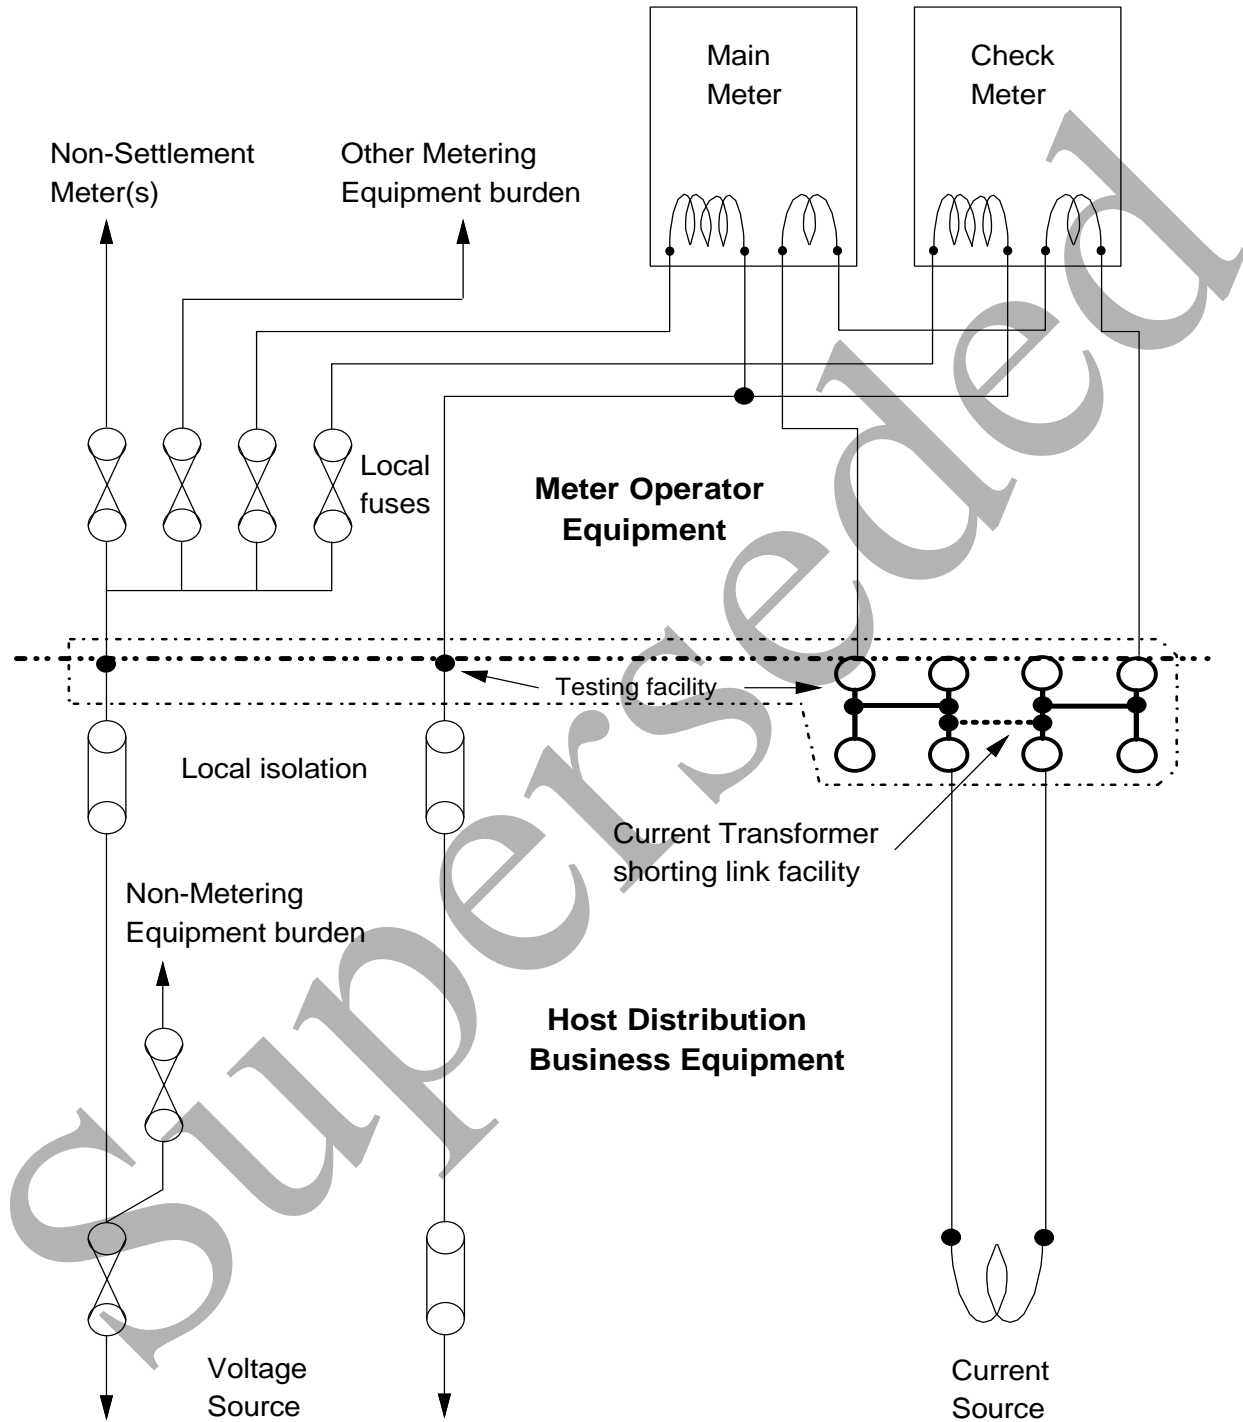 Main
Meter
Check
Meter
Non-Settlement
Meter(s)
Other Metering
Equipment burden
Local
fuses
Meter Operator
Equipment
Testing facility
Local isolation
Current Transformer
shorting link facility
Non-Metering
Equipment burden
Host Distribution
Business Equipment
Voltage
Source
Current
Source
Superseded